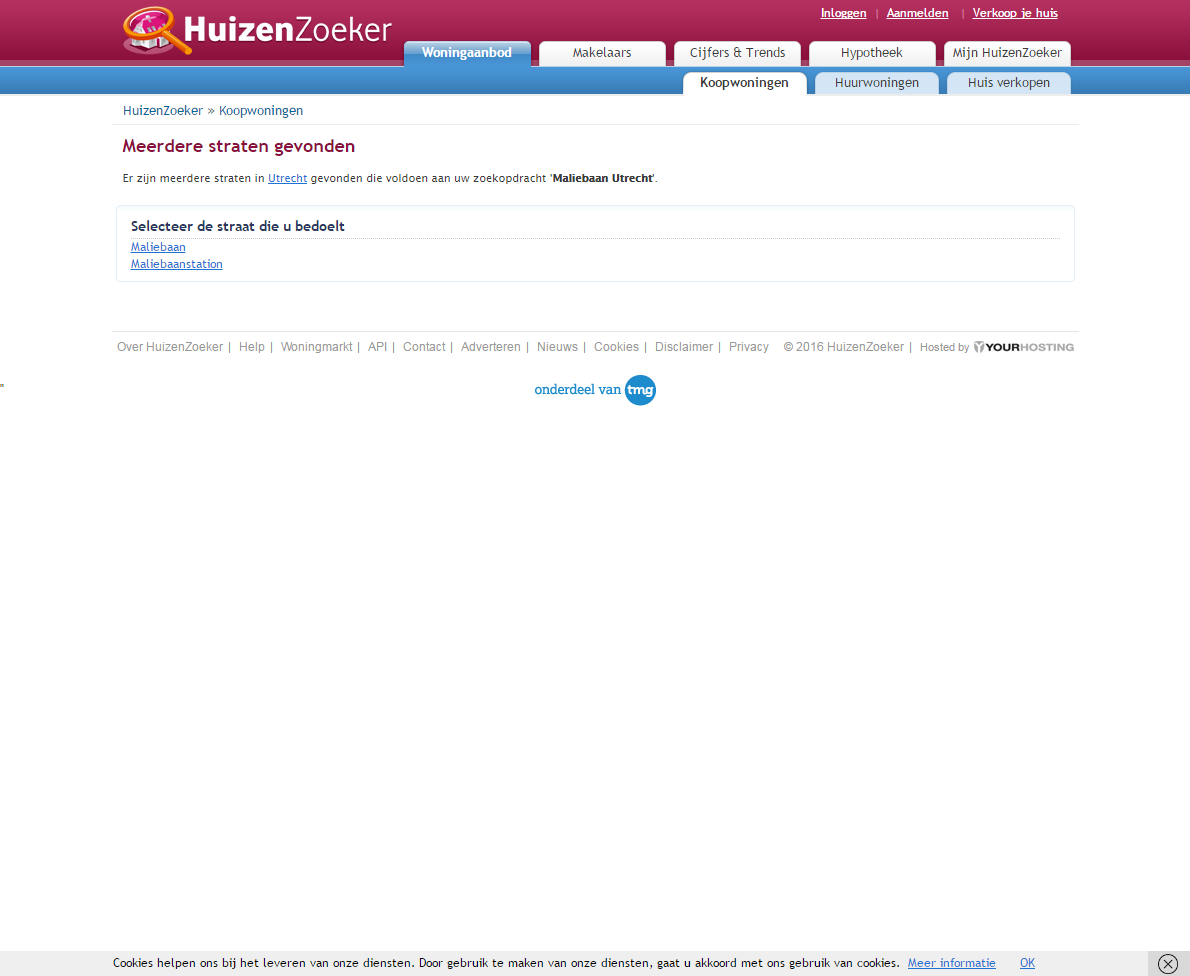 HuizenZoeker
Inloggen | Aanmelden | Verkoop je huis
Woningaanbod Makelaars Cijfers & Trends Hypotheek Mijn HuizenZoeker
Koopwoningen Huurwoningen Huis verkopen
HuizenZoeker » Koopwoningen
Meerdere straten gevonden
Er zijn meerdere straten in Utrecht gevonden die voldoen aan uw zoekopdracht 'Maliebaan Utrecht'.
Selecteer de straat die u bedoelt
Maliebaan
Maliebaanstation
Over HuizenZoeker | Help | Woningmarkt | API | Contact | Adverteren | Nieuws | Cookies | Disclaimer | Privacy © 2016 HuizenZoeker | Hosted by YOURHOSTING
onderdeel van tmg
Cookies helpen ons bij het leveren van onze diensten. Door gebruik te maken van onze diensten, gaat u akkoord met ons gebruik van cookies. Meer informatie OK